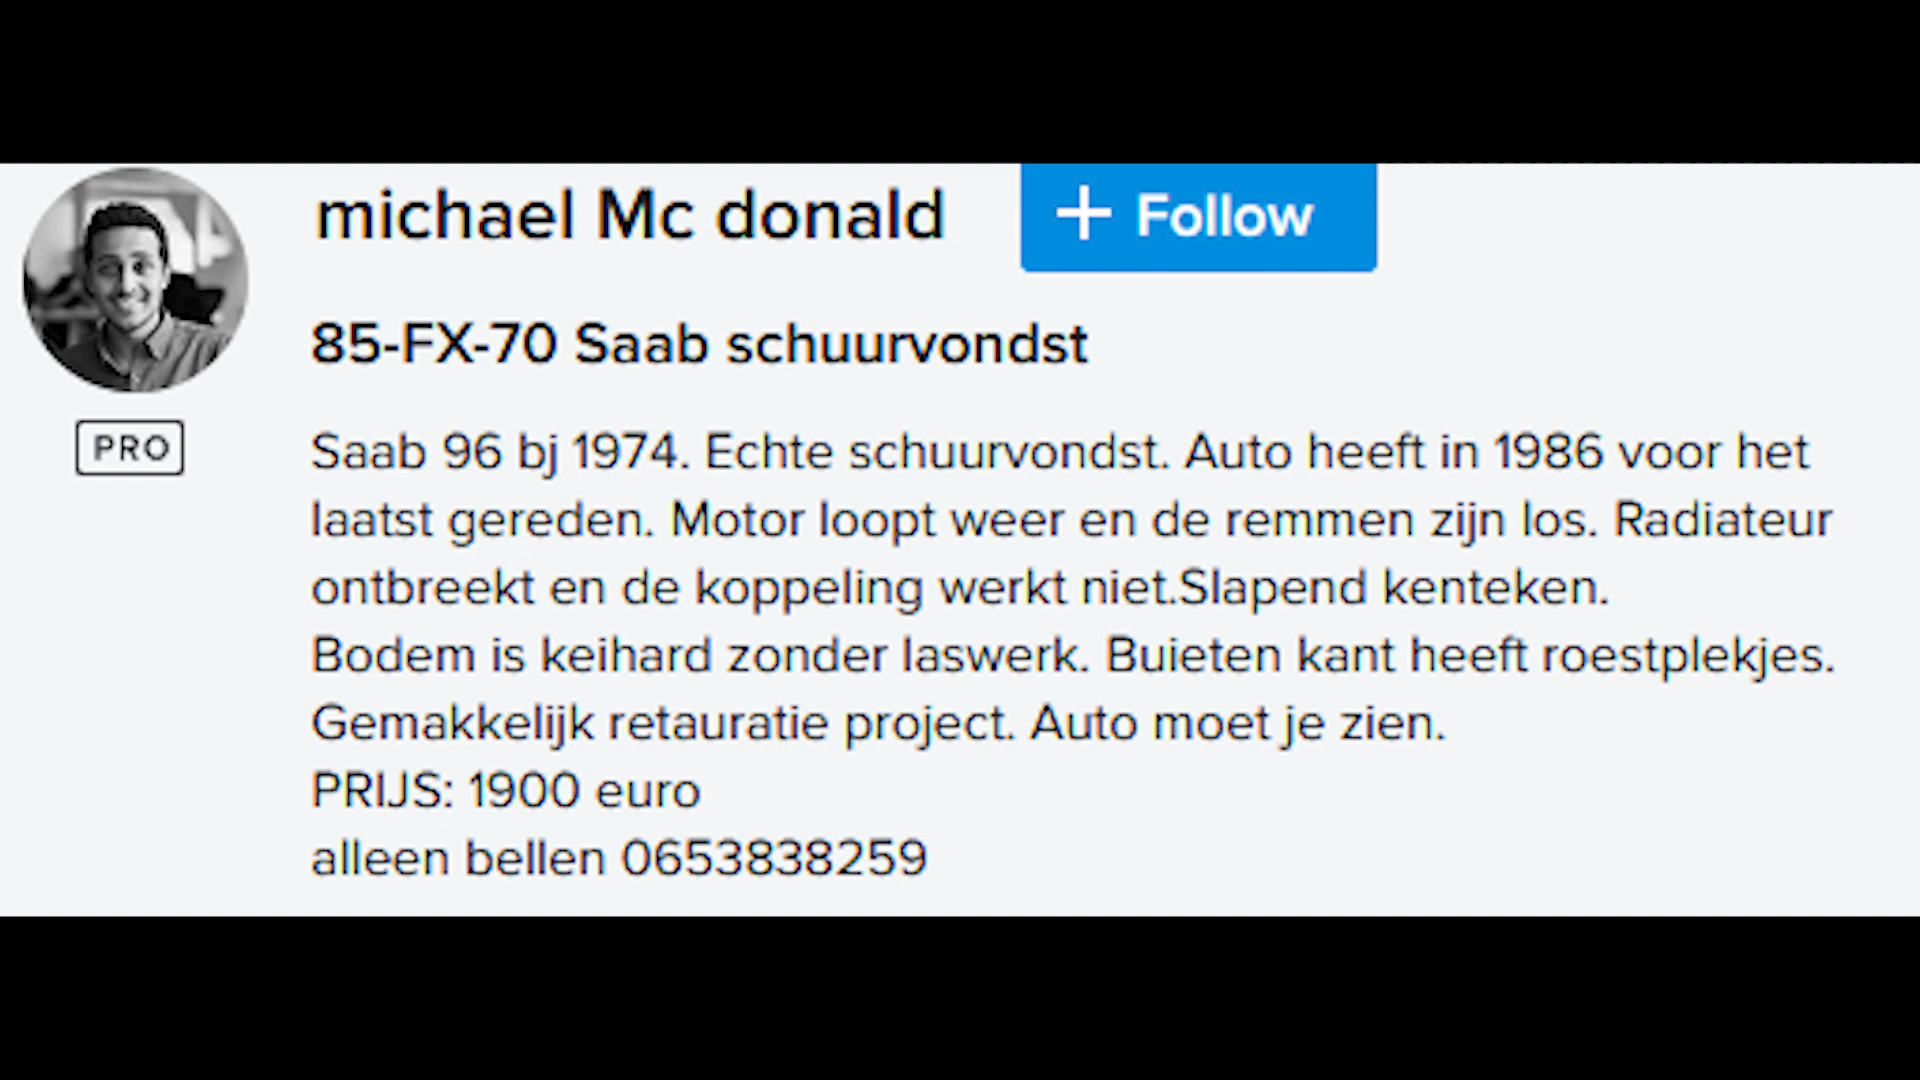 michael Mc donald
+ Follow
85-FX-70 Saab schuurvondst
PRO
Saab 96 bj 1974. Echte schuurvondst. Auto heeft in 1986 voor het
laatst gereden. Motor loopt weer en de remmen zijn los. Radiateur
ontbreekt en de koppeling werkt niet.Slapend kenteken.
Bodem is keihard zonder laswerk. Buieten kant heeft roestplekjes.
Gemakkelijk retauratie project. Auto moet je zien.
PRIJS: 1900 euro
alleen bellen 0653838259